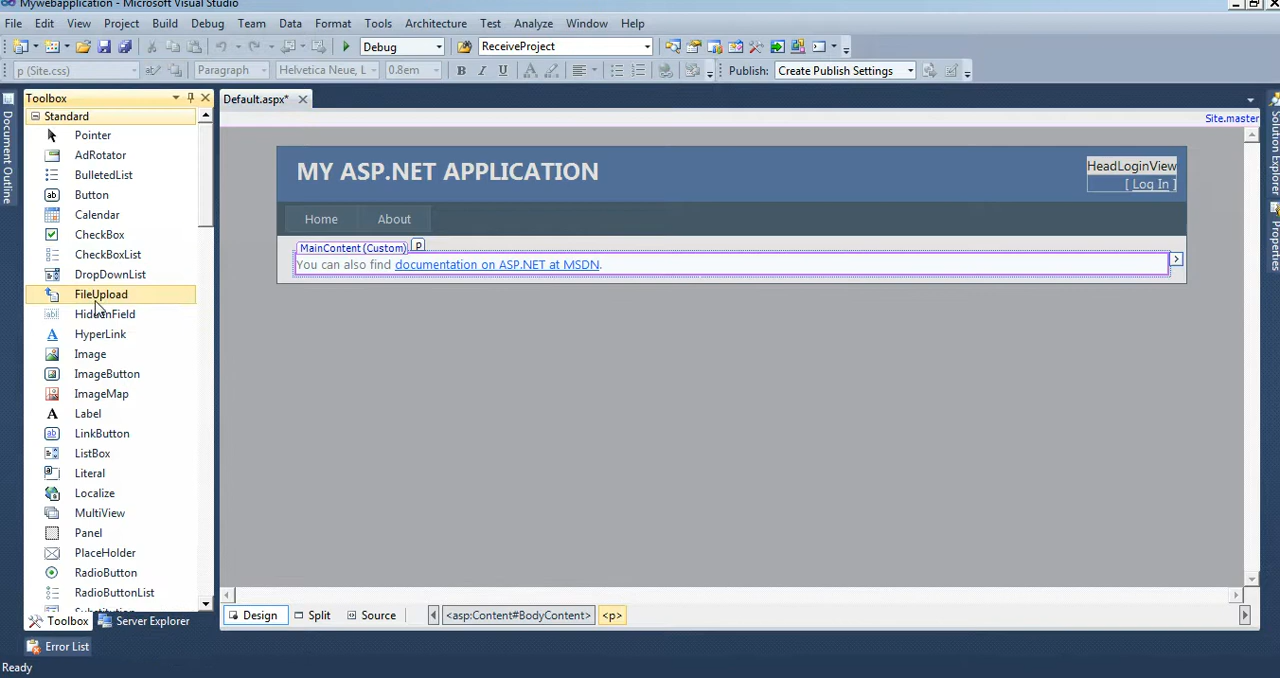 Mywebapplication - Microsoft Visual Studio
File Edit View Project Build Debug Team Data Format Tools Architecture Test Analyze Window Help
Debug ReceiveProject
p (Site.css) Paragraph Helvetica Neue, L 0.8em B I U A Publish: Create Publish Settings
Toolbox
Default.aspx*
Document Outline
Solution Explorer
Properties
Standard
Pointer
AdRotator
BulletedList
Button
Calendar
CheckBox
CheckBoxList
DropDownList
FileUpload
HiddenField
HyperLink
Image
ImageButton
ImageMap
Label
LinkButton
ListBox
Literal
Localize
MultiView
Panel
PlaceHolder
RadioButton
RadioButtonList
Substitution
Site.master
MY ASP.NET APPLICATION
HeadLoginView
[ Log In ]
Home About
MainContent (Custom) p
You can also find documentation on ASP.NET at MSDN.
Design Split Source <asp:Content#BodyContent> <p>
Toolbox Server Explorer
Error List
Ready